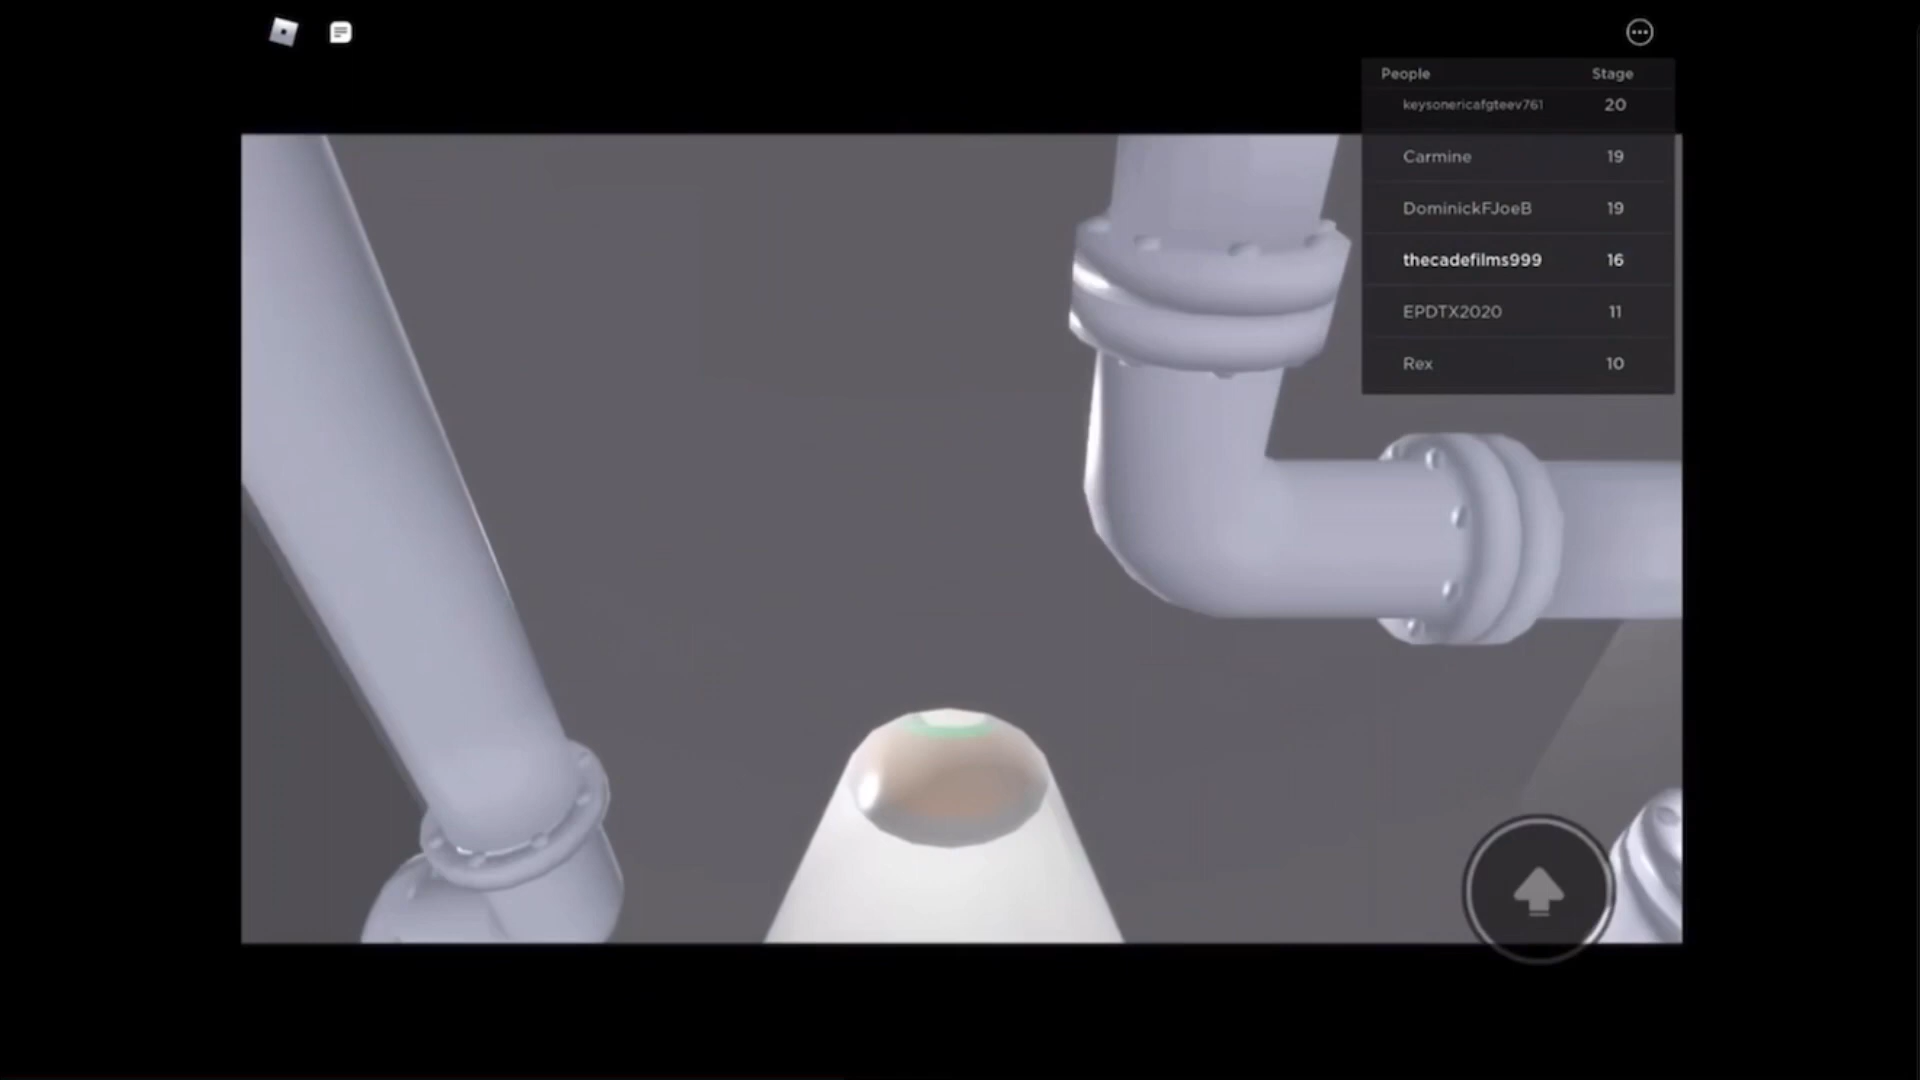 People Stage
keysonericafgteev761 20
Carmine 19
DominickFJoeB 19
thecadefilms999 16
EPDTX2020 11
Rex 10